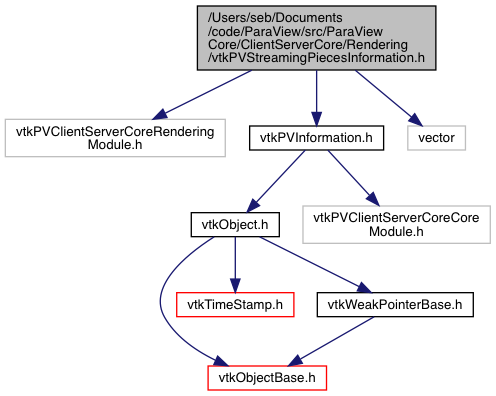 /Users/seb/Documents
/code/ParaView/src/ParaView
Core/ClientServerCore/Rendering
/vtkPVStreamingPiecesInformation.h
vtkPVClientServerCoreRendering
Module.h
vtkPVInformation.h
vector
vtkObject.h
vtkPVClientServerCoreCore
Module.h
vtkTimeStamp.h
vtkWeakPointerBase.h
vtkObjectBase.h